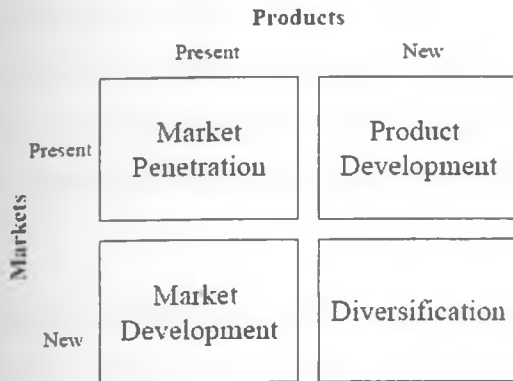 Products
Present New
Market
Penetration
Product
Development
Present
Markets
Market
Development
Diversification
New